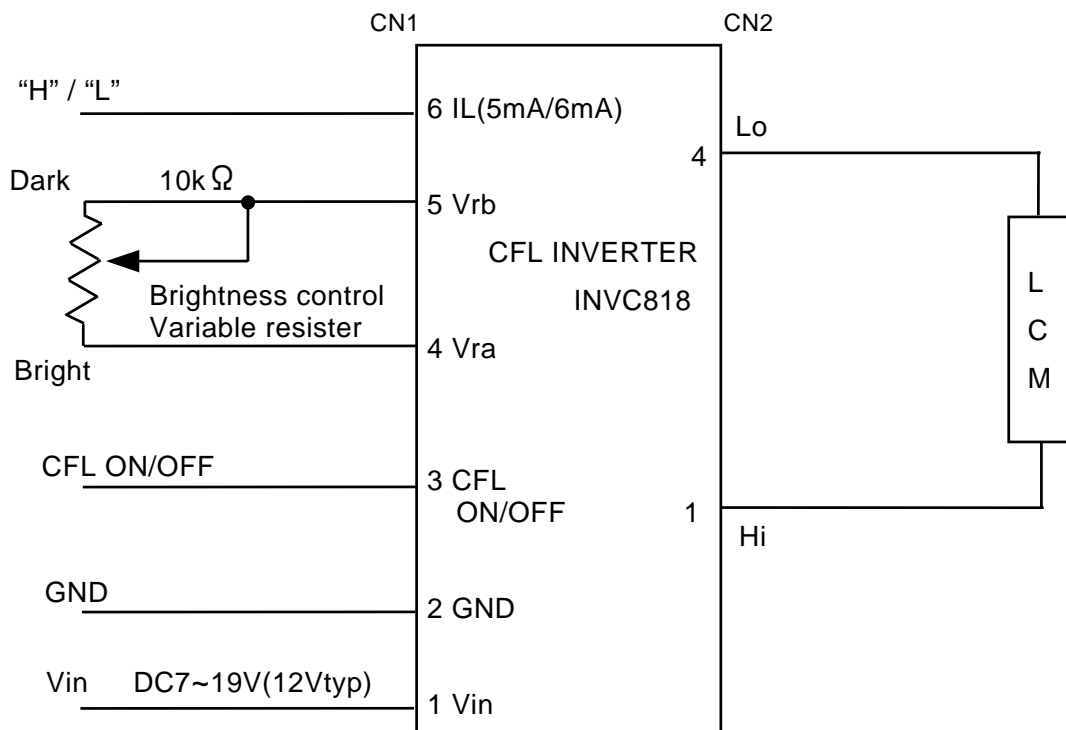 CN1
CN2
“H” / “L”
6 IL(5mA/6mA)
Lo
4
Dark
10kΩ
5 Vrb
CFL INVERTER
INVC818
Brightness control
Variable resister
4 Vra
Bright
L
C
M
CFL ON/OFF
3 CFL
ON/OFF
1
Hi
GND
2 GND
Vin
DC7~19V(12Vtyp)
1 Vin